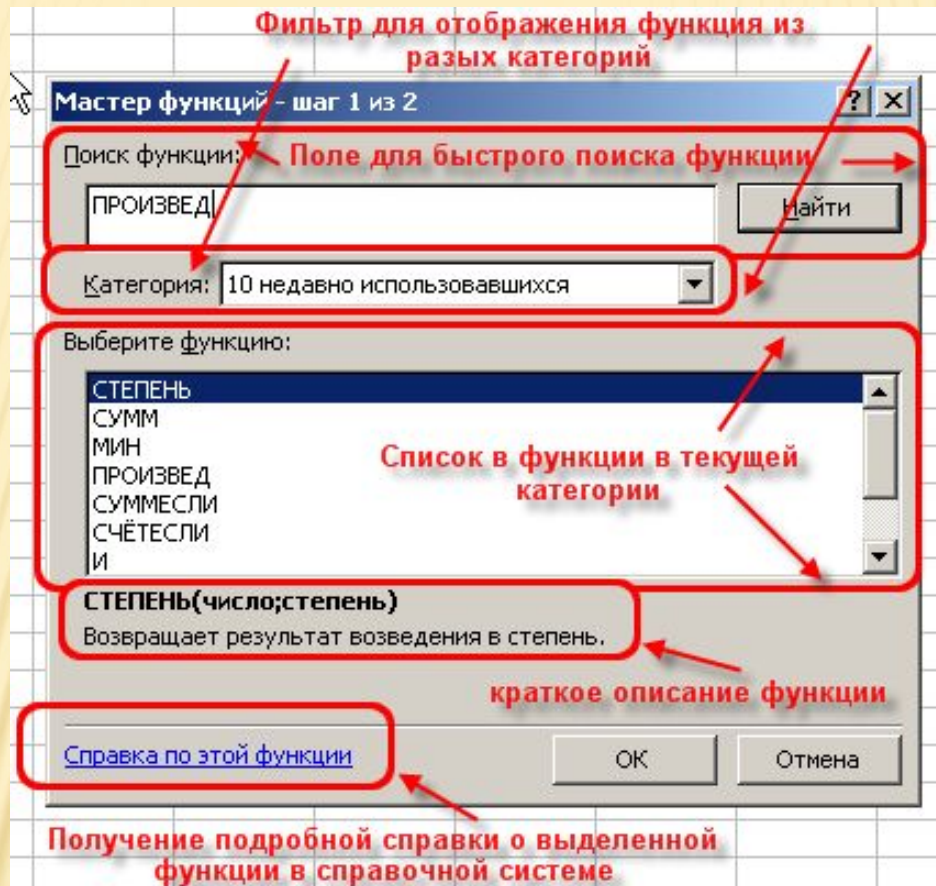 Фильтр для отображения функция из
разых категорий
Мастер функций - шаг 1 из 2
Поиск функции:
Поле для быстрого поиска функции
ПРОИЗВЕД
Найти
Категория:
10 недавно использовавшихся
Выберите функцию:
СТЕПЕНЬ
СУММ
МИН
ПРОИЗВЕД
СУММЕСЛИ
СЧЁТЕСЛИ
И
Список в функции в текущей
категории
СТЕПЕНЬ(число;степень)
Возвращает результат возведения в степень.
краткое описание функции
Справка по этой функции
ОК
Отмена
Получение подробной справки о выделенной
функции в справочной системе